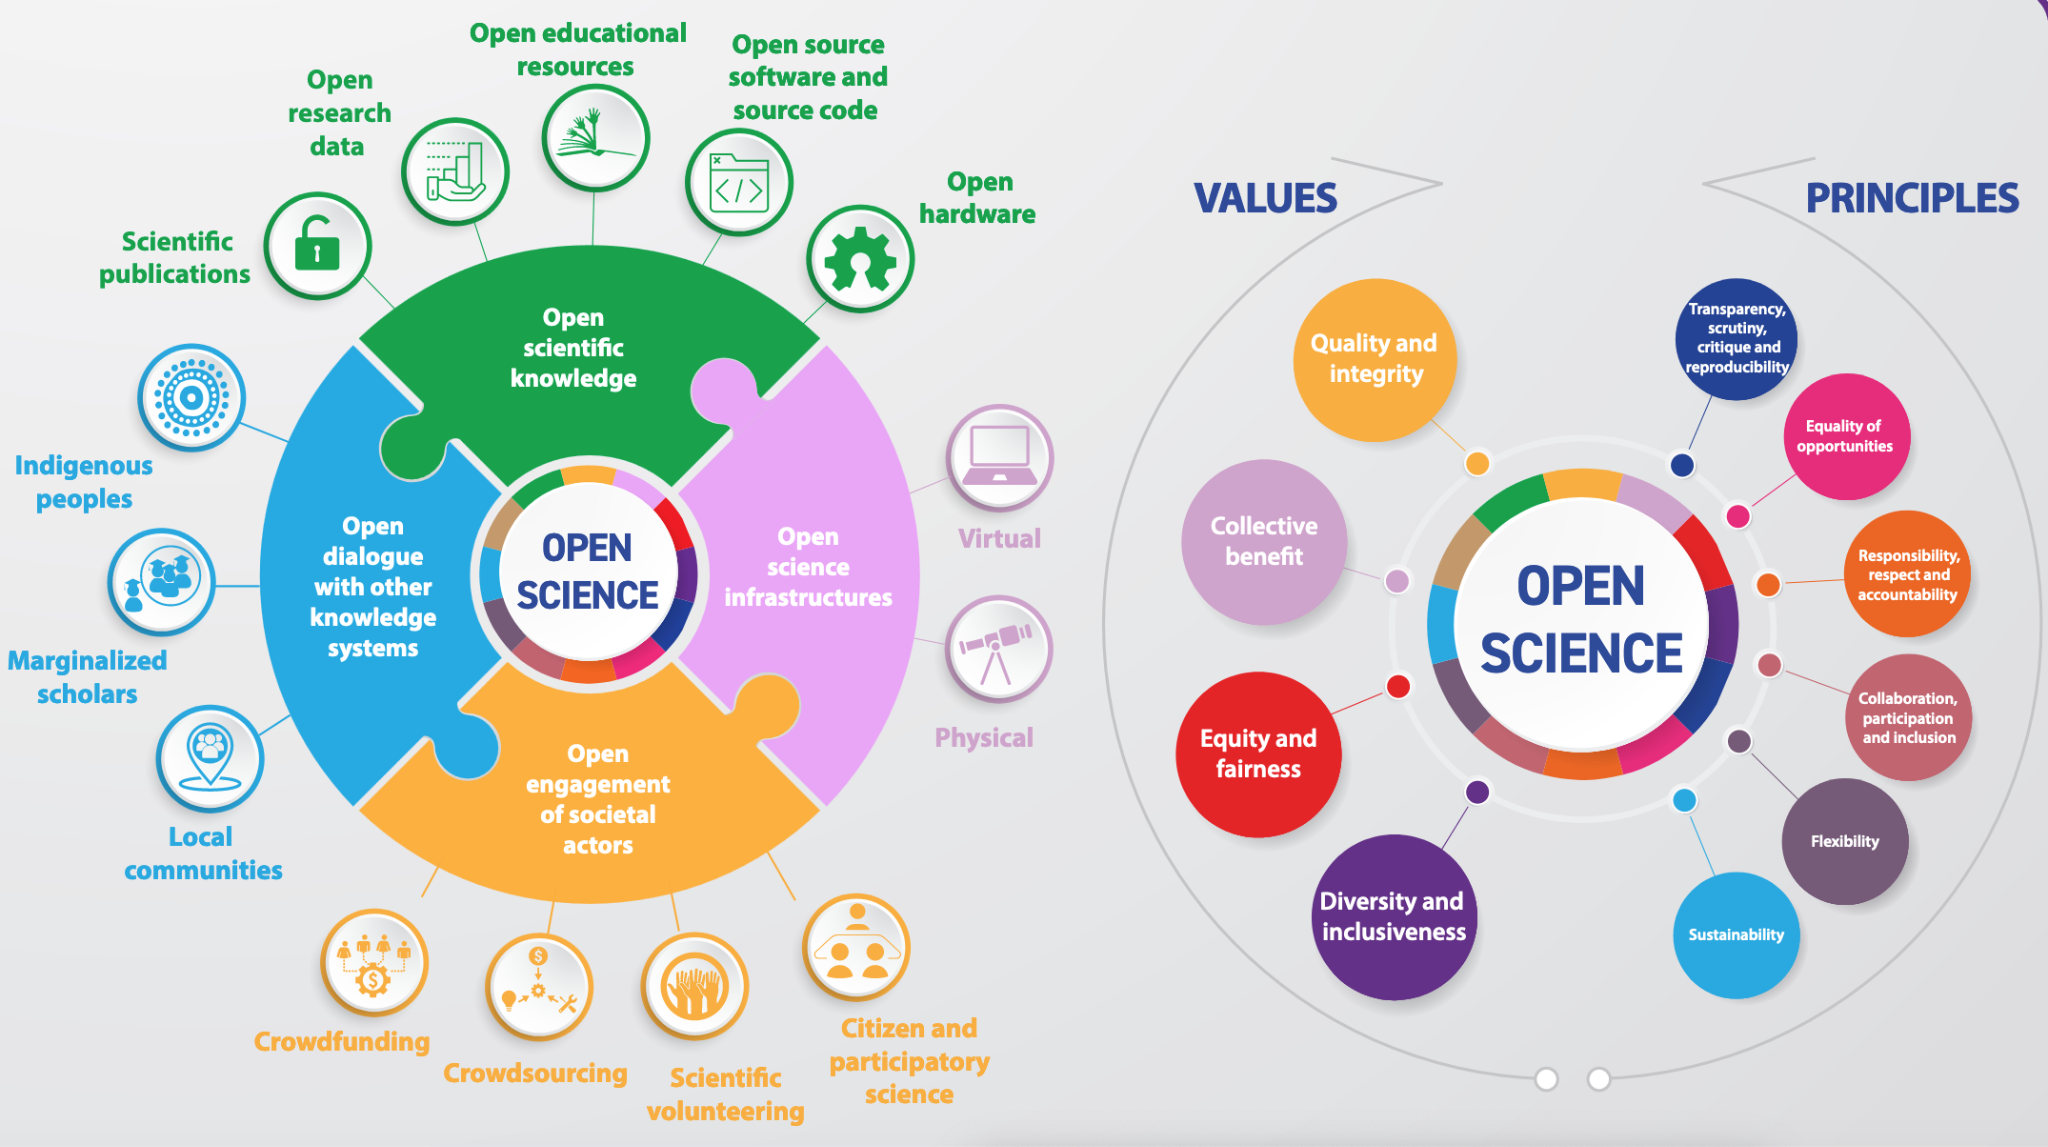 Open educational
resources
Open source
software and
source code
Open
research
data
Open
hardware
Scientific
publications
Open
scientific
knowledge
Indigenous
peoples
Marginalized
scholars
Local
communities
Open
dialogue
with other
knowledge
systems
OPEN
SCIENCE
Open
science
infrastructures
Virtual
Physical
Open
engagement
of societal
actors
Crowdfunding
Crowdsourcing
Scientific
volunteering
Citizen and
participatory
science
VALUES
Quality and
integrity
Collective
benefit
Equity and
fairness
Diversity and
inclusiveness
OPEN
SCIENCE
PRINCIPLES
Transparency,
scrutiny,
critique and
reproducibility
Equality of
opportunities
Responsibility,
respect and
accountability
Collaboration,
participation
and inclusion
Flexibility
Sustainability